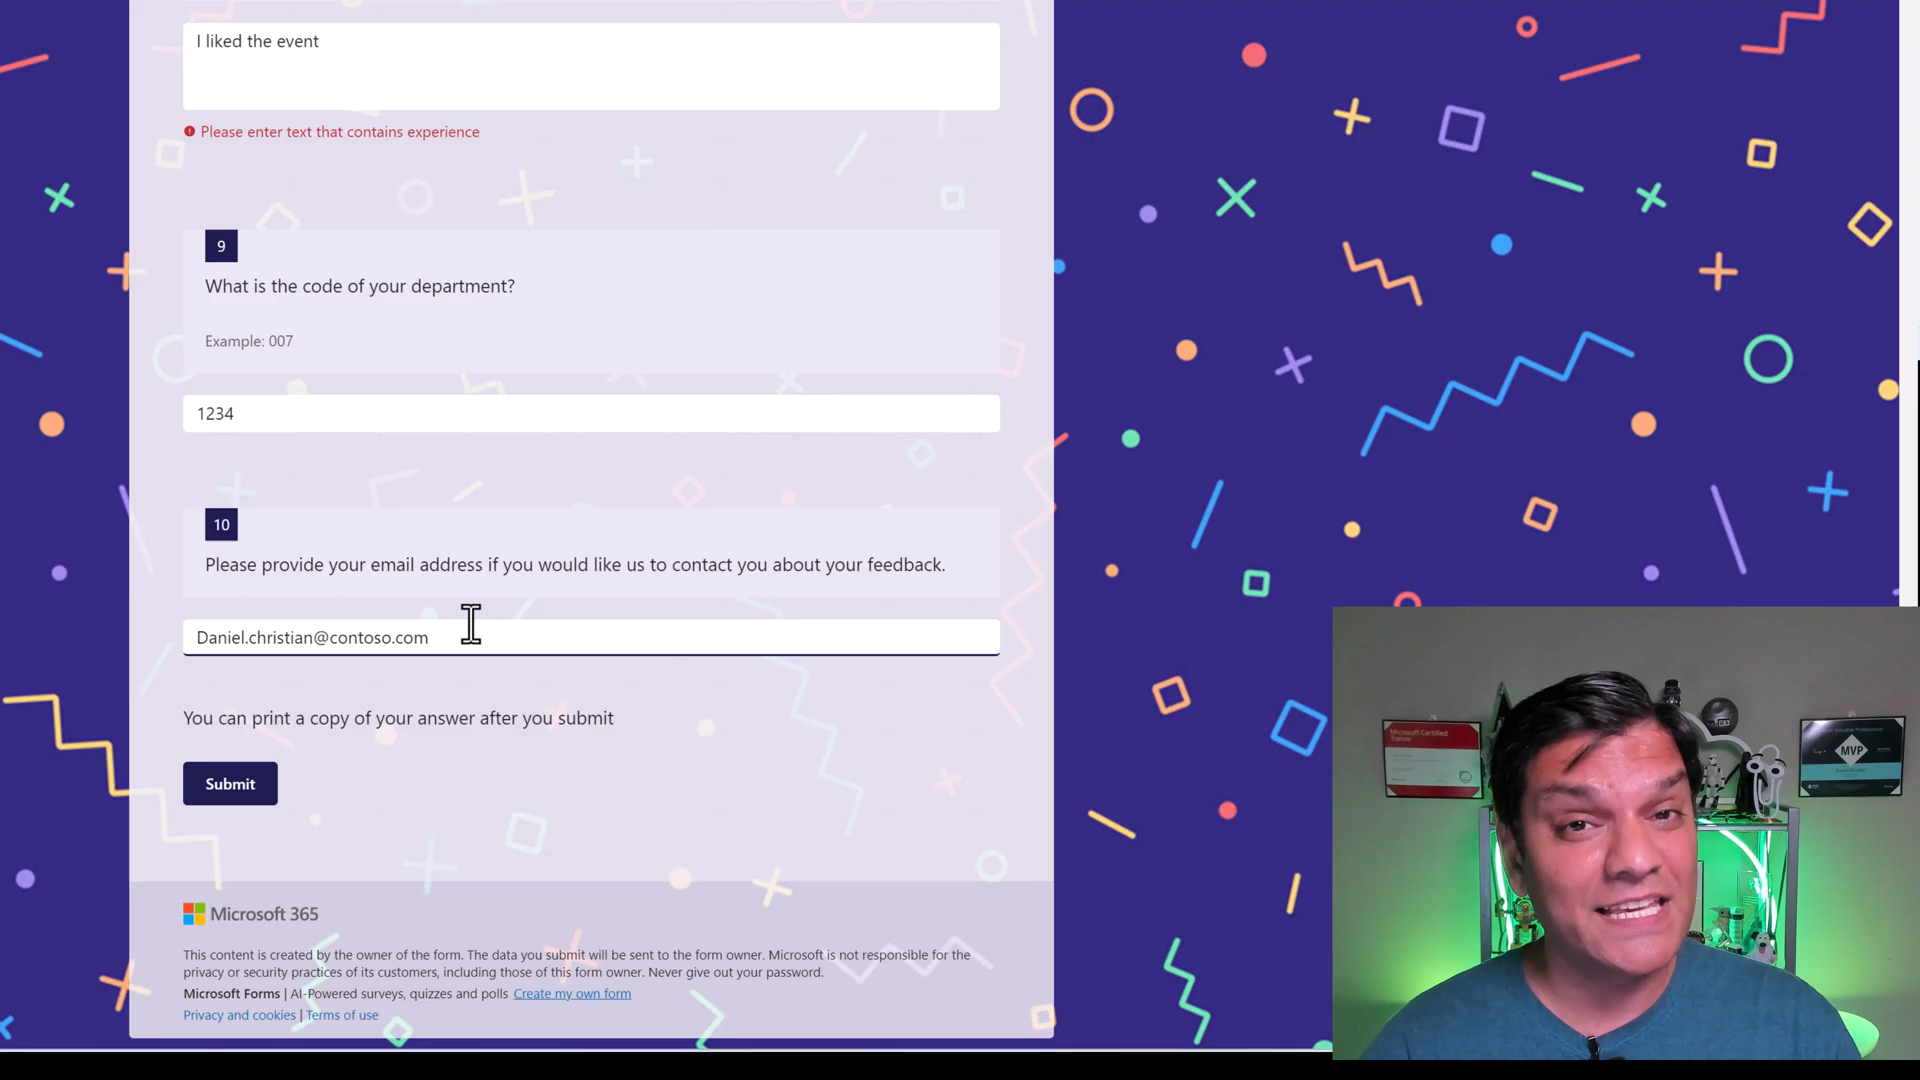 I liked the event
Please enter text that contains experience
9
What is the code of your department?
Example: 007
1234
10
Please provide your email address if you would like us to contact you about your feedback.
Daniel.christian@contoso.com
You can print a copy of your answer after you submit
Submit
Microsoft 365
This content is created by the owner of the form. The data you submit will be sent to the form owner. Microsoft is not responsible for the
privacy or security practices of its customers, including those of this form owner. Never give out your password.
Microsoft Forms | AI-Powered surveys, quizzes and polls Create my own form
Privacy and cookies | Terms of use
Microsoft Certified
Trainer
MVP